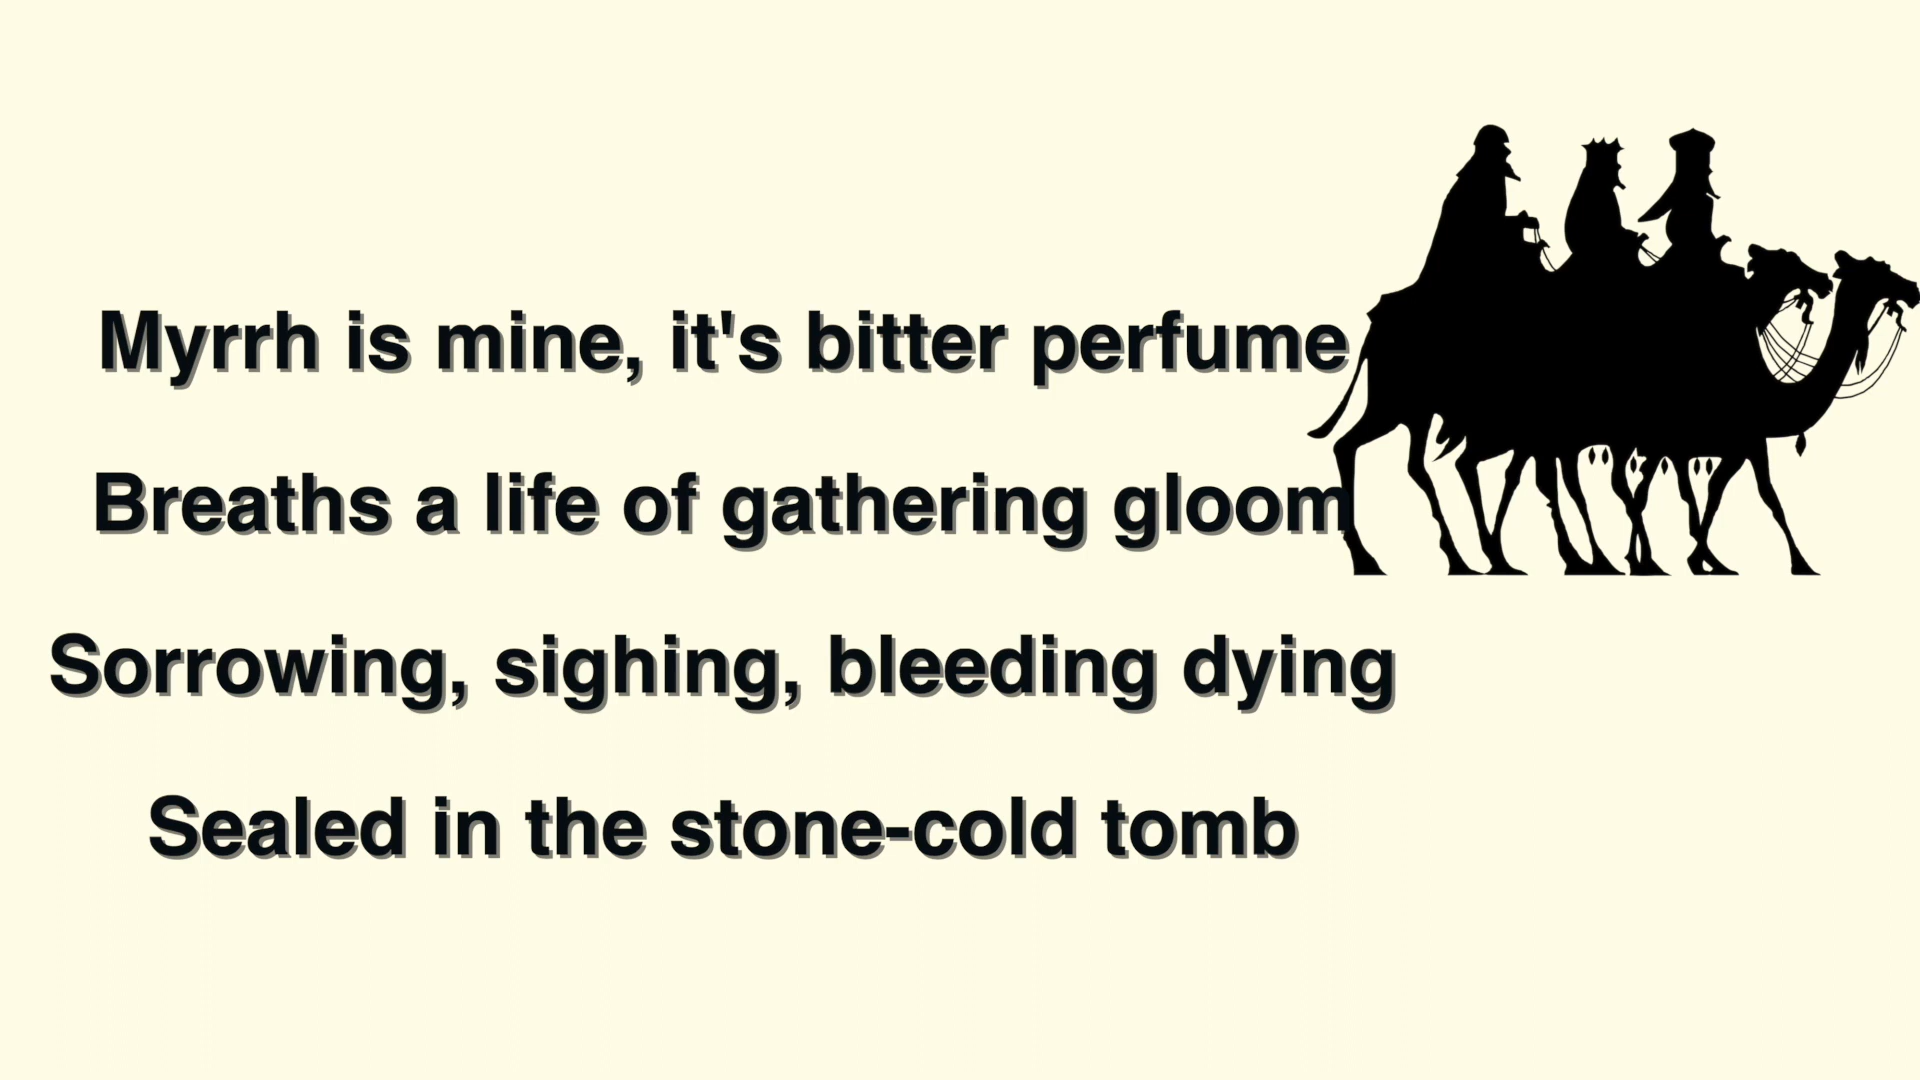 Myrrh is mine, it's bitter perfume
Breaths a life of gathering gloom
Sorrowing, sighing, bleeding dying
Sealed in the stone-cold tomb